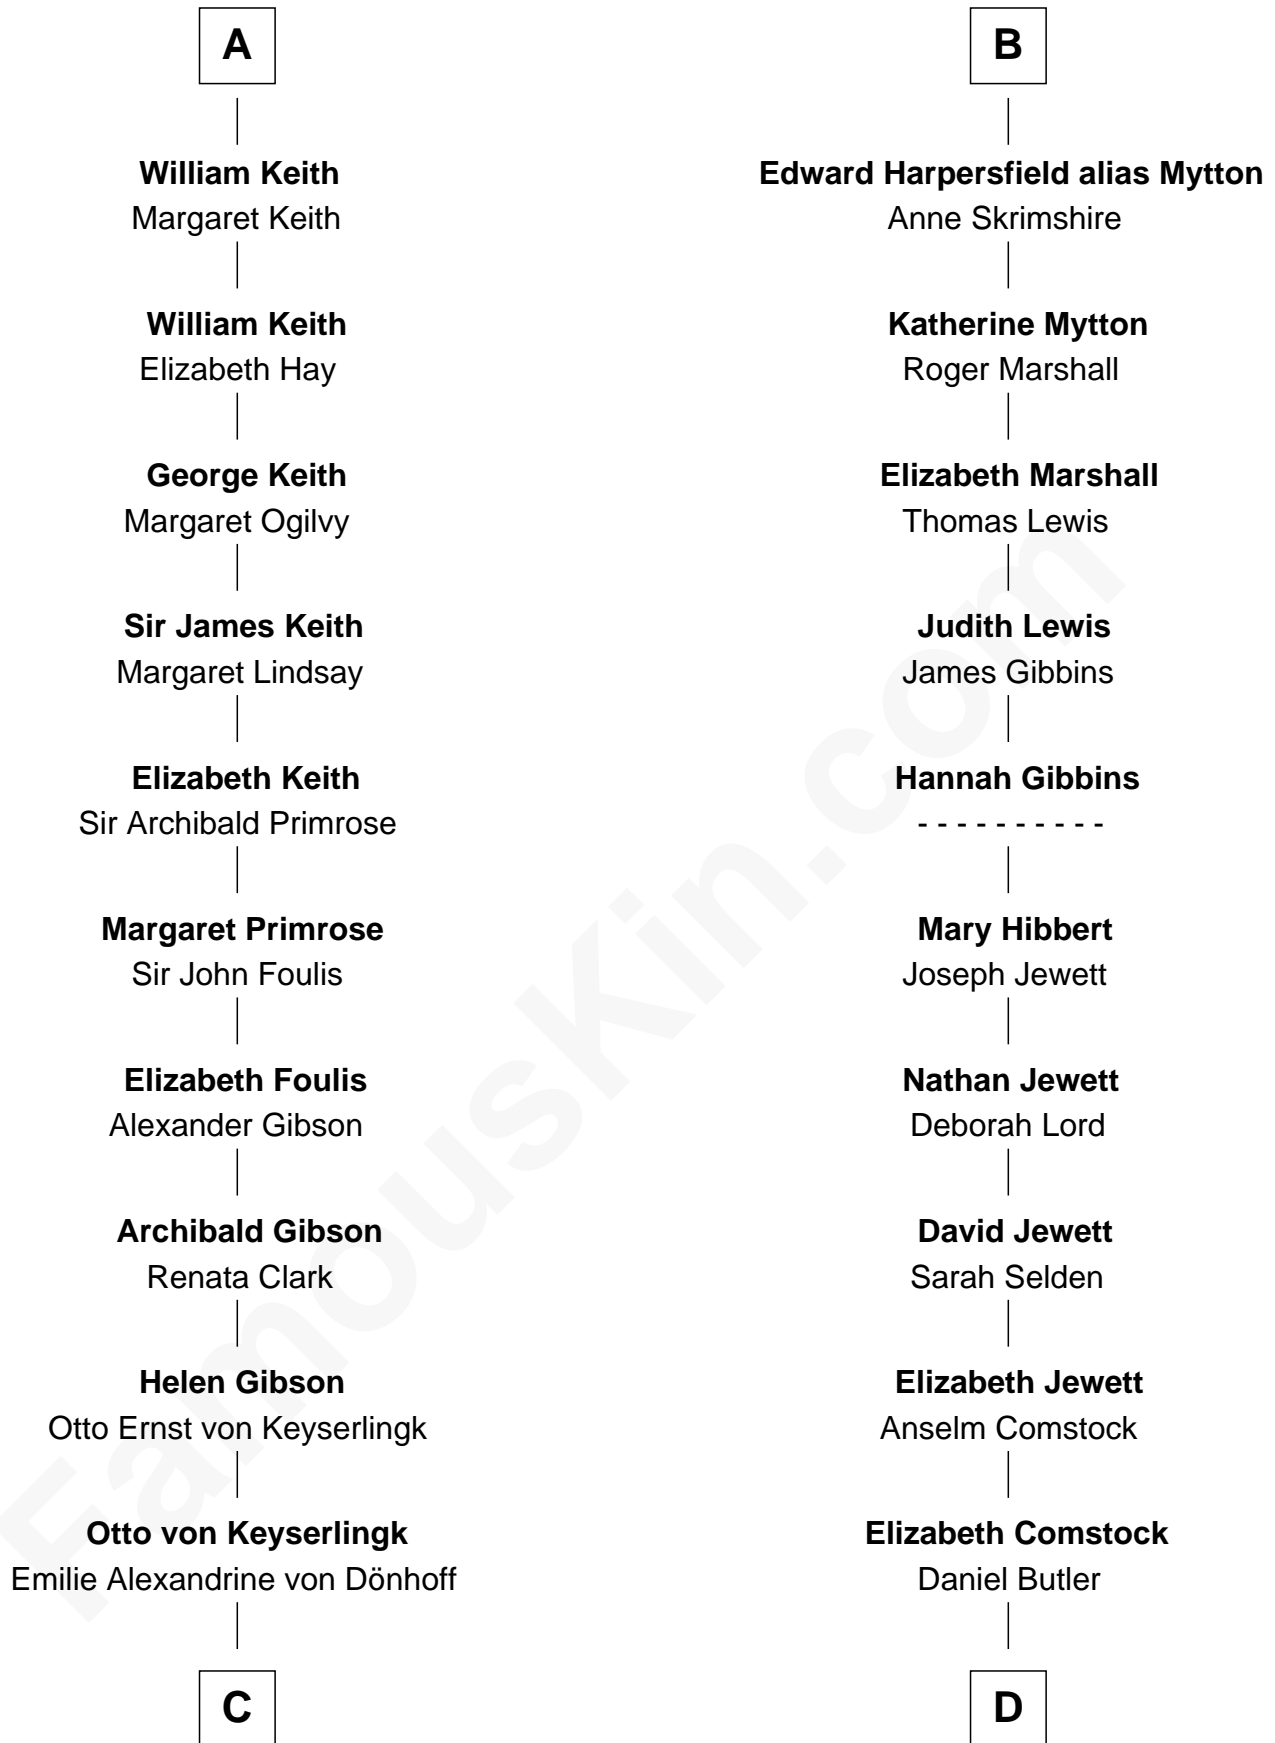 A
William Keith
Margaret Keith
William Keith
Elizabeth Hay
George Keith
Margaret Ogilvy
Sir James Keith
Margaret Lindsay
Elizabeth Keith
Sir Archibald Primrose
Margaret Primrose
Sir John Foulis
Elizabeth Foulis
Alexander Gibson
Archibald Gibson
Renata Clark
Helen Gibson
Otto Ernst von Keyserlingk
Otto von Keyserlingk
Emilie Alexandrine von Dönhoff
C
B
Edward Harpersfield alias Mytton
Anne Skrimshire
Katherine Mytton
Roger Marshall
Elizabeth Marshall
Thomas Lewis
Judith Lewis
James Gibbins
Hannah Gibbins
- - - - - - - - - -
Mary Hibbert
Joseph Jewett
Nathan Jewett
Deborah Lord
David Jewett
Sarah Selden
Elizabeth Jewett
Anselm Comstock
Elizabeth Comstock
Daniel Butler
D
FamousKin.com